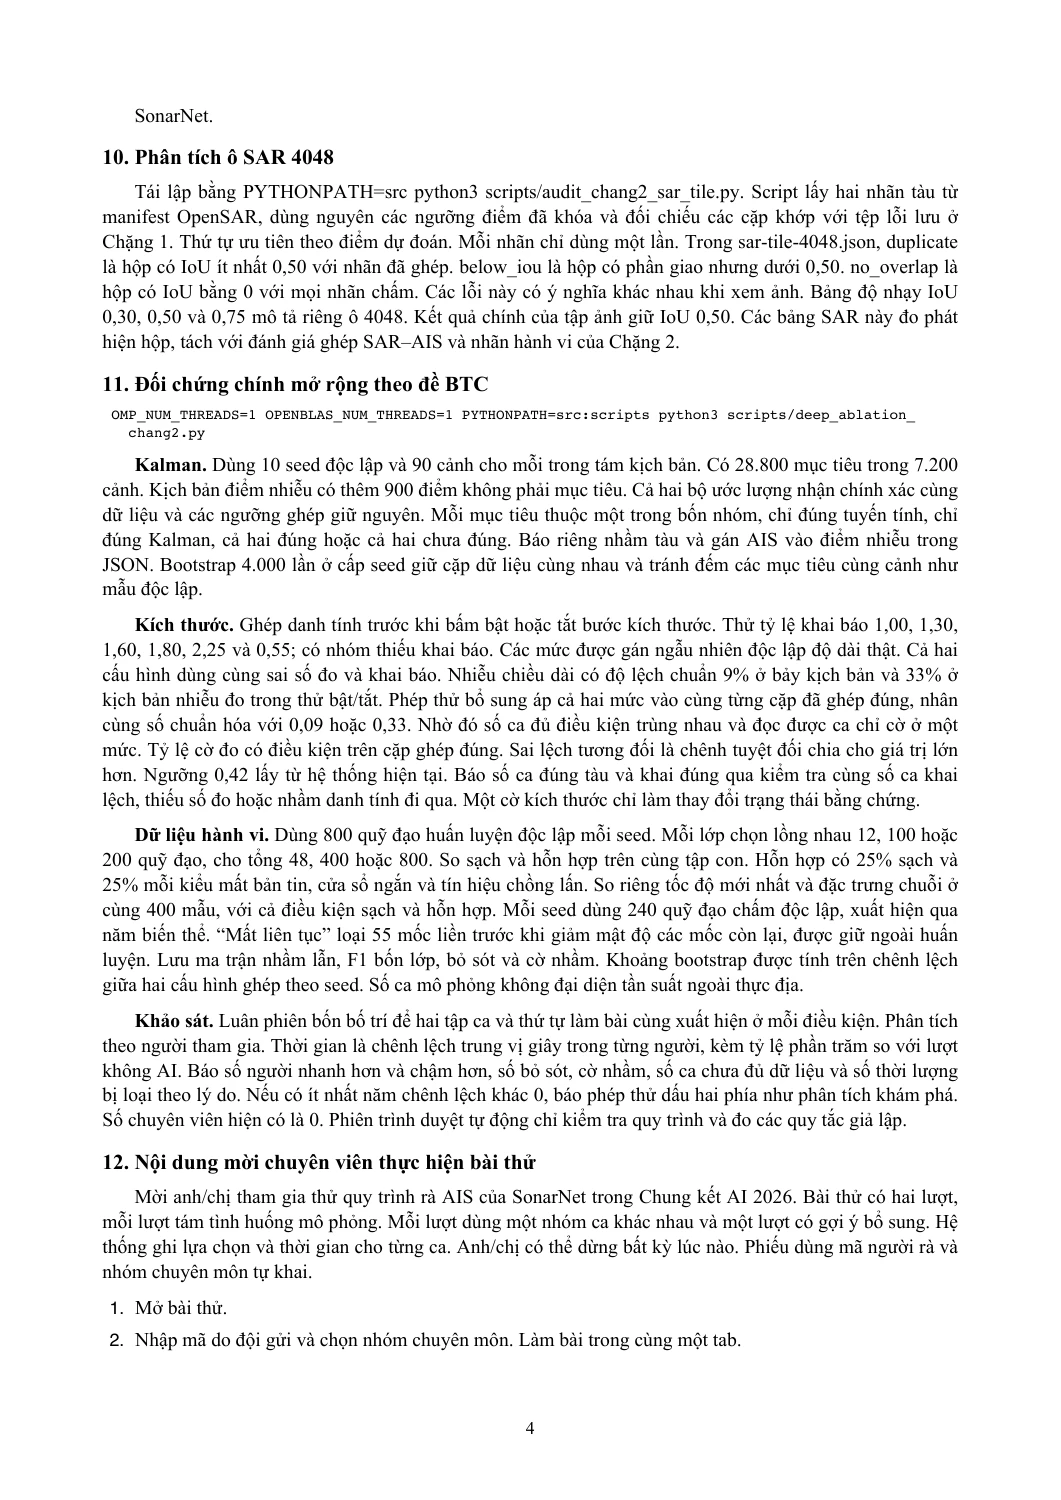 SonarNet.
10. Phân tích ô SAR 4048
Tái lập bằng PYTHONPATH=src python3 scripts/audit_chang2_sar_tile.py. Script lấy hai nhãn tàu từ
manifest OpenSAR, dùng nguyên các ngưỡng điểm đã khóa và đối chiếu các cặp khớp với tệp lỗi lưu ở
Chặng 1. Thứ tự ưu tiên theo điểm dự đoán. Mỗi nhãn chỉ dùng một lần. Trong sar-tile-4048.json, duplicate
là hộp có IoU ít nhất 0,50 với nhãn đã ghép. below_iou là hộp có phần giao nhưng dưới 0,50. no_overlap là
hộp có IoU bằng 0 với mọi nhãn chấm. Các lỗi này có ý nghĩa khác nhau khi xem ảnh. Bảng độ nhạy IoU
0,30, 0,50 và 0,75 mô tả riêng ô 4048. Kết quả chính của tập ảnh giữ IoU 0,50. Các bảng SAR này đo phát
hiện hộp, tách với đánh giá ghép SAR–AIS và nhãn hành vi của Chặng 2.
11. Đối chứng chính mở rộng theo đề BTC
OMP_NUM_THREADS=1 OPENBLAS_NUM_THREADS=1 PYTHONPATH=src:scripts python3 scripts/deep_ablation_
chang2.py
Kalman. Dùng 10 seed độc lập và 90 cảnh cho mỗi trong tám kịch bản. Có 28.800 mục tiêu trong 7.200
cảnh. Kịch bản điểm nhiễu có thêm 900 điểm không phải mục tiêu. Cả hai bộ ước lượng nhận chính xác cùng
dữ liệu và các ngưỡng ghép giữ nguyên. Mỗi mục tiêu thuộc một trong bốn nhóm, chỉ đúng tuyến tính, chỉ
đúng Kalman, cả hai đúng hoặc cả hai chưa đúng. Báo riêng nhầm tàu và gán AIS vào điểm nhiễu trong
JSON. Bootstrap 4.000 lần ở cấp seed giữ cặp dữ liệu cùng nhau và tránh đếm các mục tiêu cùng cảnh như
mẫu độc lập.
Kích thước. Ghép danh tính trước khi bấm bật hoặc tắt bước kích thước. Thử tỷ lệ khai báo 1,00, 1,30,
1,60, 1,80, 2,25 và 0,55; có nhóm thiếu khai báo. Các mức được gán ngẫu nhiên độc lập độ dài thật. Cả hai
cấu hình dùng cùng sai số đo và khai báo. Nhiễu chiều dài có độ lệch chuẩn 9% ở bảy kịch bản và 33% ở
kịch bản nhiễu đo trong thử bật/tắt. Phép thử bổ sung áp cả hai mức vào cùng từng cặp đã ghép đúng, nhân
cùng số chuẩn hóa với 0,09 hoặc 0,33. Nhờ đó số ca đủ điều kiện trùng nhau và đọc được ca chỉ cờ ở một
mức. Tỷ lệ cờ đo có điều kiện trên cặp ghép đúng. Sai lệch tương đối là chênh tuyệt đối chia cho giá trị lớn
hơn. Ngưỡng 0,42 lấy từ hệ thống hiện tại. Báo số ca đúng tàu và khai đúng qua kiểm tra cùng số ca khai
lệch, thiếu số đo hoặc nhầm danh tính đi qua. Một cờ kích thước chỉ làm thay đổi trạng thái bằng chứng.
Dữ liệu hành vi. Dùng 800 quỹ đạo huấn luyện độc lập mỗi seed. Mỗi lớp chọn lồng nhau 12, 100 hoặc
200 quỹ đạo, cho tổng 48, 400 hoặc 800. So sạch và hỗn hợp trên cùng tập con. Hỗn hợp có 25% sạch và
25% mỗi kiểu mất bản tin, cửa sổ ngắn và tín hiệu chồng lấn. So riêng tốc độ mới nhất và đặc trưng chuỗi ở
cùng 400 mẫu, với cả điều kiện sạch và hỗn hợp. Mỗi seed dùng 240 quỹ đạo chấm độc lập, xuất hiện qua
năm biến thể. “Mất liên tục” loại 55 mốc liền trước khi giảm mật độ các mốc còn lại, được giữ ngoài huấn
luyện. Lưu ma trận nhầm lẫn, F1 bốn lớp, bỏ sót và cờ nhầm. Khoảng bootstrap được tính trên chênh lệch
giữa hai cấu hình ghép theo seed. Số ca mô phỏng không đại diện tần suất ngoài thực địa.
Khảo sát. Luân phiên bốn bố trí để hai tập ca và thứ tự làm bài cùng xuất hiện ở mỗi điều kiện. Phân tích
theo người tham gia. Thời gian là chênh lệch trung vị giây trong từng người, kèm tỷ lệ phần trăm so với lượt
không AI. Báo số người nhanh hơn và chậm hơn, số bỏ sót, cờ nhầm, số ca chưa đủ dữ liệu và số thời lượng
bị loại theo lý do. Nếu có ít nhất năm chênh lệch khác 0, báo phép thử dấu hai phía như phân tích khám phá.
Số chuyên viên hiện có là 0. Phiên trình duyệt tự động chỉ kiểm tra quy trình và đo các quy tắc giả lập.
12. Nội dung mời chuyên viên thực hiện bài thử
Mời anh/chị tham gia thử quy trình rà AIS của SonarNet trong Chung kết AI 2026. Bài thử có hai lượt,
mỗi lượt tám tình huống mô phỏng. Mỗi lượt dùng một nhóm ca khác nhau và một lượt có gợi ý bổ sung. Hệ
thống ghi lựa chọn và thời gian cho từng ca. Anh/chị có thể dừng bất kỳ lúc nào. Phiếu dùng mã người rà và
nhóm chuyên môn tự khai.
1. Mở bài thử.
2. Nhập mã do đội gửi và chọn nhóm chuyên môn. Làm bài trong cùng một tab.
4